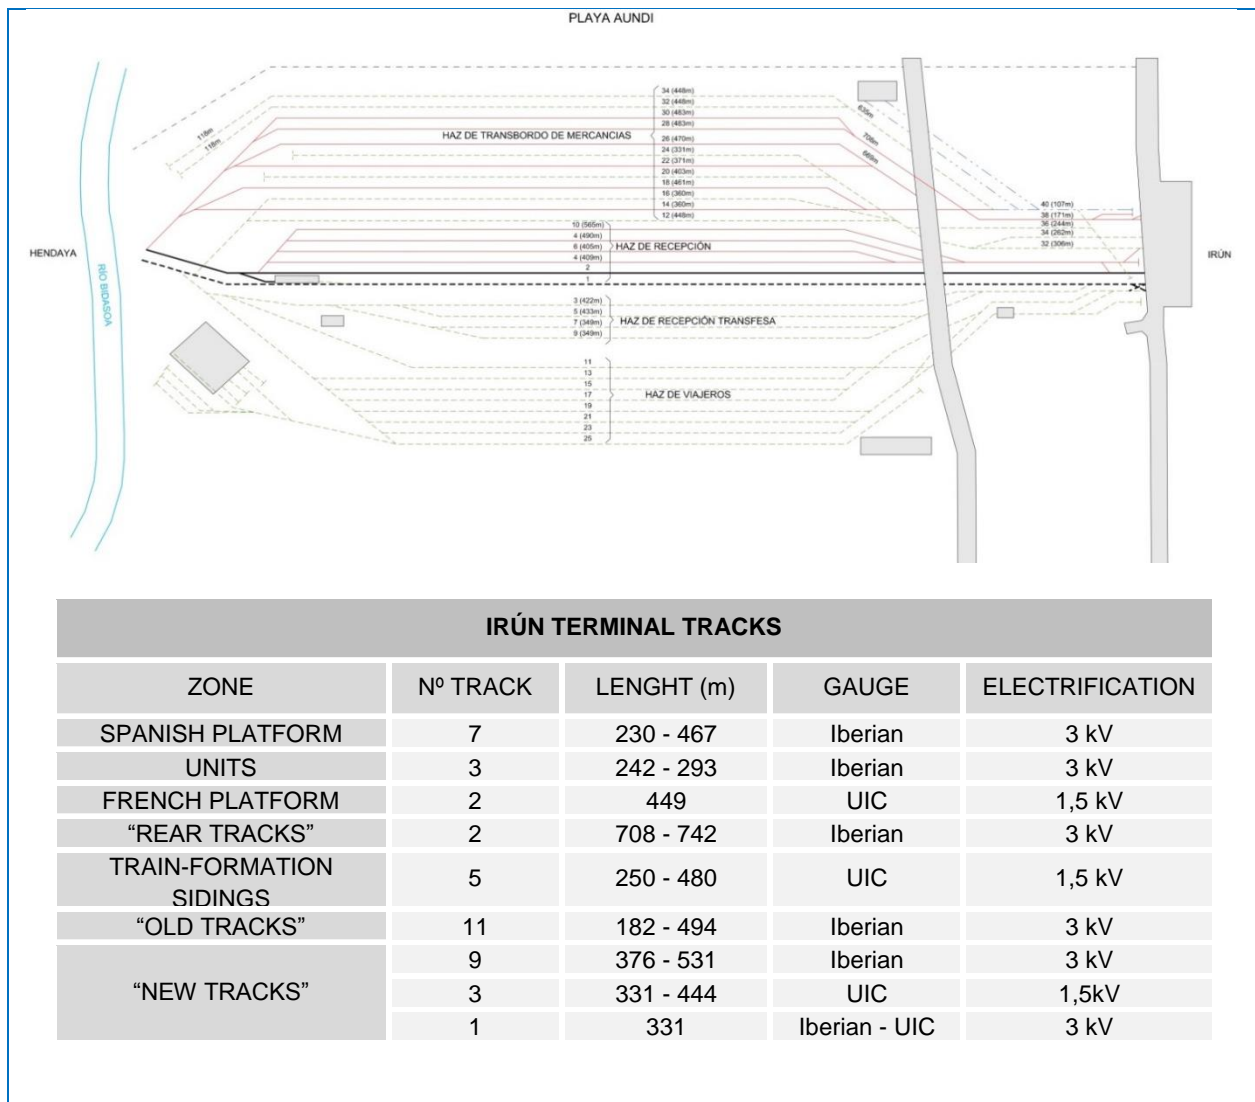 PLAYA AUNDI
34 (448m)
32 (448m)
30 (483m)
28 (483m)
HAZ DE TRANSBORDO DE MERCANCIAS
26 (470m)
24 (331m)
22 (371m)
20 (403m)
18 (461m)
16 (360m)
14 (360m)
12 (448m)
118m
118m
635m
708m
669m
40 (107m)
38 (171m)
36 (244m)
34 (262m)
32 (306m)
10 (565m)
4 (490m)
6 (405m)
4 (409m)
2
1
HAZ DE RECEPCIÓN
HENDAYA
IRÚN
RÍO BIDASOA
3 (422m)
5 (433m)
7 (349m)
9 (349m)
HAZ DE RECEPCIÓN TRANSFESA
11
13
15
17
19
21
23
25
HAZ DE VIAJEROS
IRÚN TERMINAL TRACKS
ZONE Nº TRACK LENGHT (m) GAUGE ELECTRIFICATION
SPANISH PLATFORM 7 230 - 467 Iberian 3 kV
UNITS 3 242 - 293 Iberian 3 kV
FRENCH PLATFORM 2 449 UIC 1,5 kV
“REAR TRACKS” 2 708 - 742 Iberian 3 kV
TRAIN-FORMATION
SIDINGS 5 250 - 480 UIC 1,5 kV
“OLD TRACKS” 11 182 - 494 Iberian 3 kV
“NEW TRACKS” 9 376 - 531 Iberian 3 kV
3 331 - 444 UIC 1,5kV
1 331 Iberian - UIC 3 kV